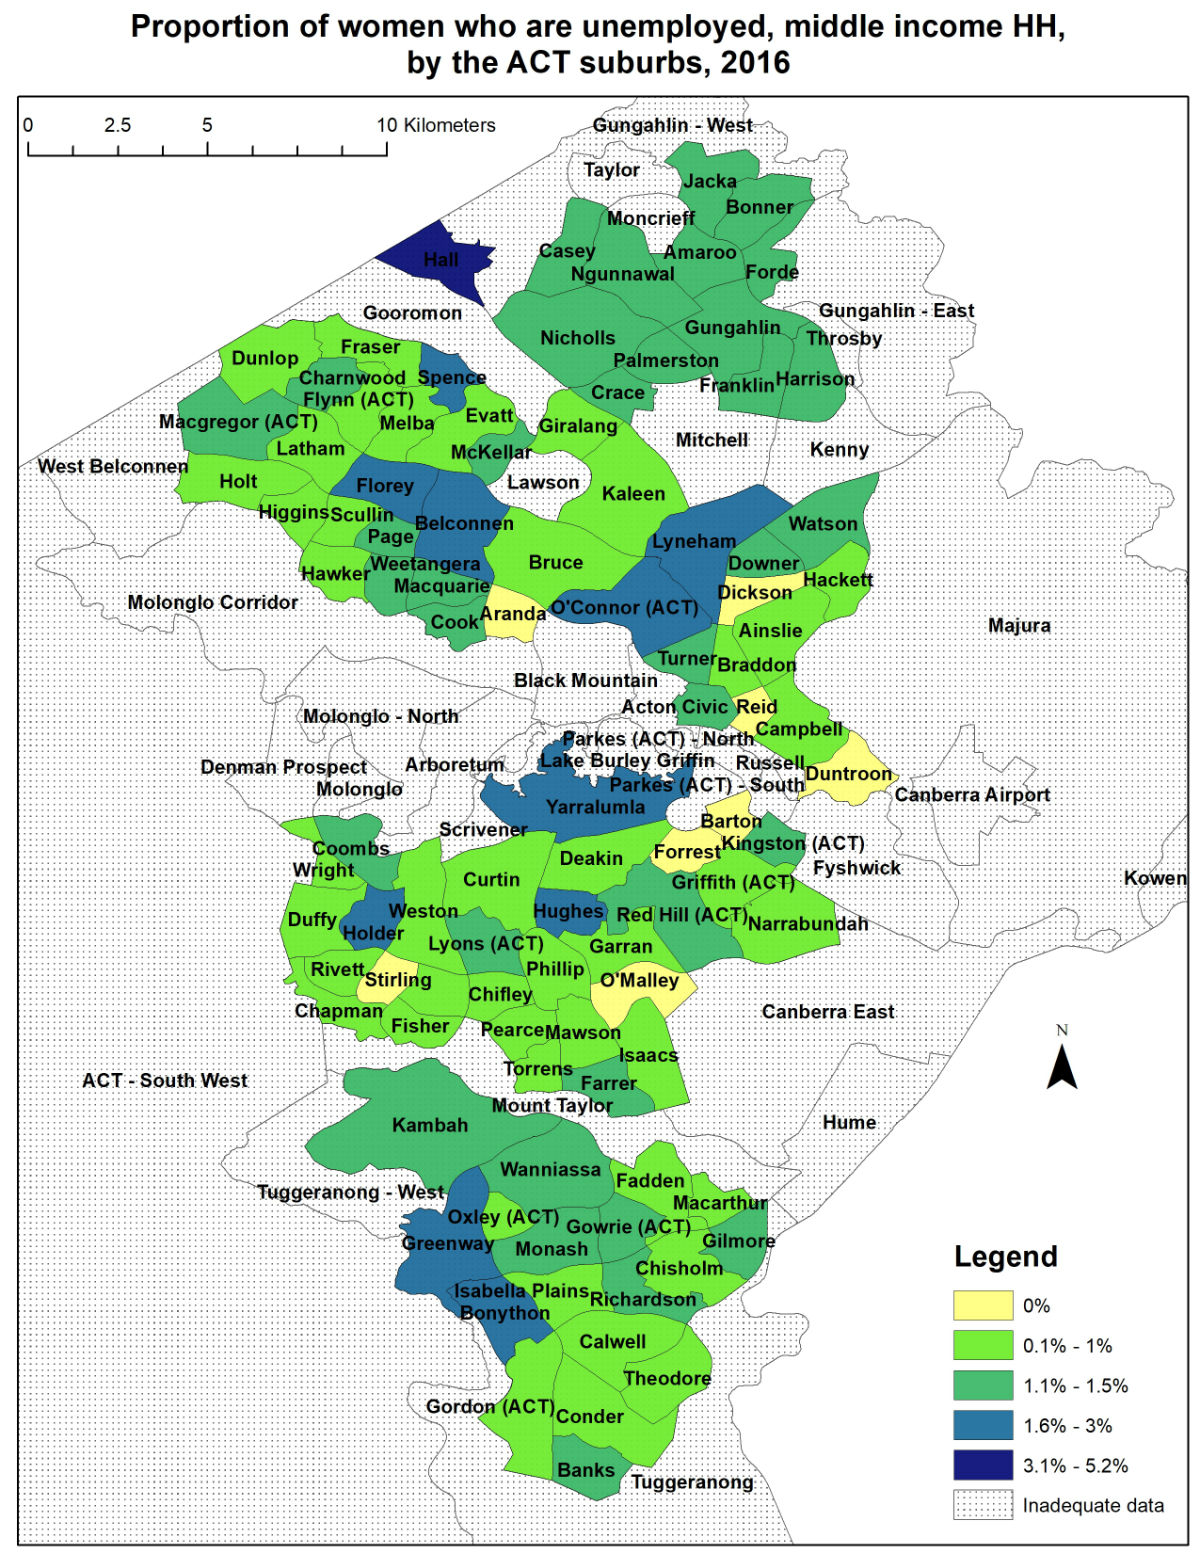 Proportion of women who are unemployed, middle income HH,
by the ACT suburbs, 2016
0 2.5 5 10 Kilometers
Gungahlin - West
Taylor
Jacka
Bonner
Moncrieff
Casey
Amaroo
Hall
Ngunnawal
Forde
Gooromon
Gungahlin - East
Gungahlin
Nicholls
Throsby
Fraser
Dunlop
Palmerston
Charnwood
Spence
Franklin
Harrison
Crace
Flynn (ACT)
Evatt
Macgregor (ACT)
Melba
Giralang
Mitchell
Latham
McKellar
Kenny
West Belconnen
Holt
Florey
Lawson
Kaleen
Higgins
Scullin
Belconnen
Watson
Page
Lyneham
Bruce
Weetangera
Downer
Hawker
Macquarie
Hackett
Dickson
Molonglo Corridor
O'Connor (ACT)
Aranda
Cook
Ainslie
Majura
Turner
Braddon
Black Mountain
Acton
Civic
Reid
Molonglo - North
Campbell
Parkes (ACT) - North
Lake Burley Griffin
Russell
Denman Prospect
Arboretum
Duntroon
Molonglo
Parkes (ACT) - South
Canberra Airport
Yarralumla
Barton
Scrivener
Kingston (ACT)
Coombs
Forrest
Deakin
Wright
Fyshwick
Curtin
Griffith (ACT)
Kowen
Weston
Hughes
Red Hill (ACT)
Duffy
Narrabundah
Holder
Lyons (ACT)
Garran
Rivett
Phillip
Stirling
O'Malley
Chifley
Chapman
Canberra East
N
Fisher
Pearce
Mawson
Isaacs
Torrens
ACT - South West
Farrer
Mount Taylor
Kambah
Hume
Wanniassa
Fadden
Tuggeranong - West
Macarthur
Oxley (ACT)
Gowrie (ACT)
Greenway
Gilmore
Monash
Chisholm
Isabella Plains
Richardson
Bonython
Calwell
Theodore
Gordon (ACT)
Conder
Banks
Tuggeranong
Legend
0%
0.1% - 1%
1.1% - 1.5%
1.6% - 3%
3.1% - 5.2%
Inadequate data